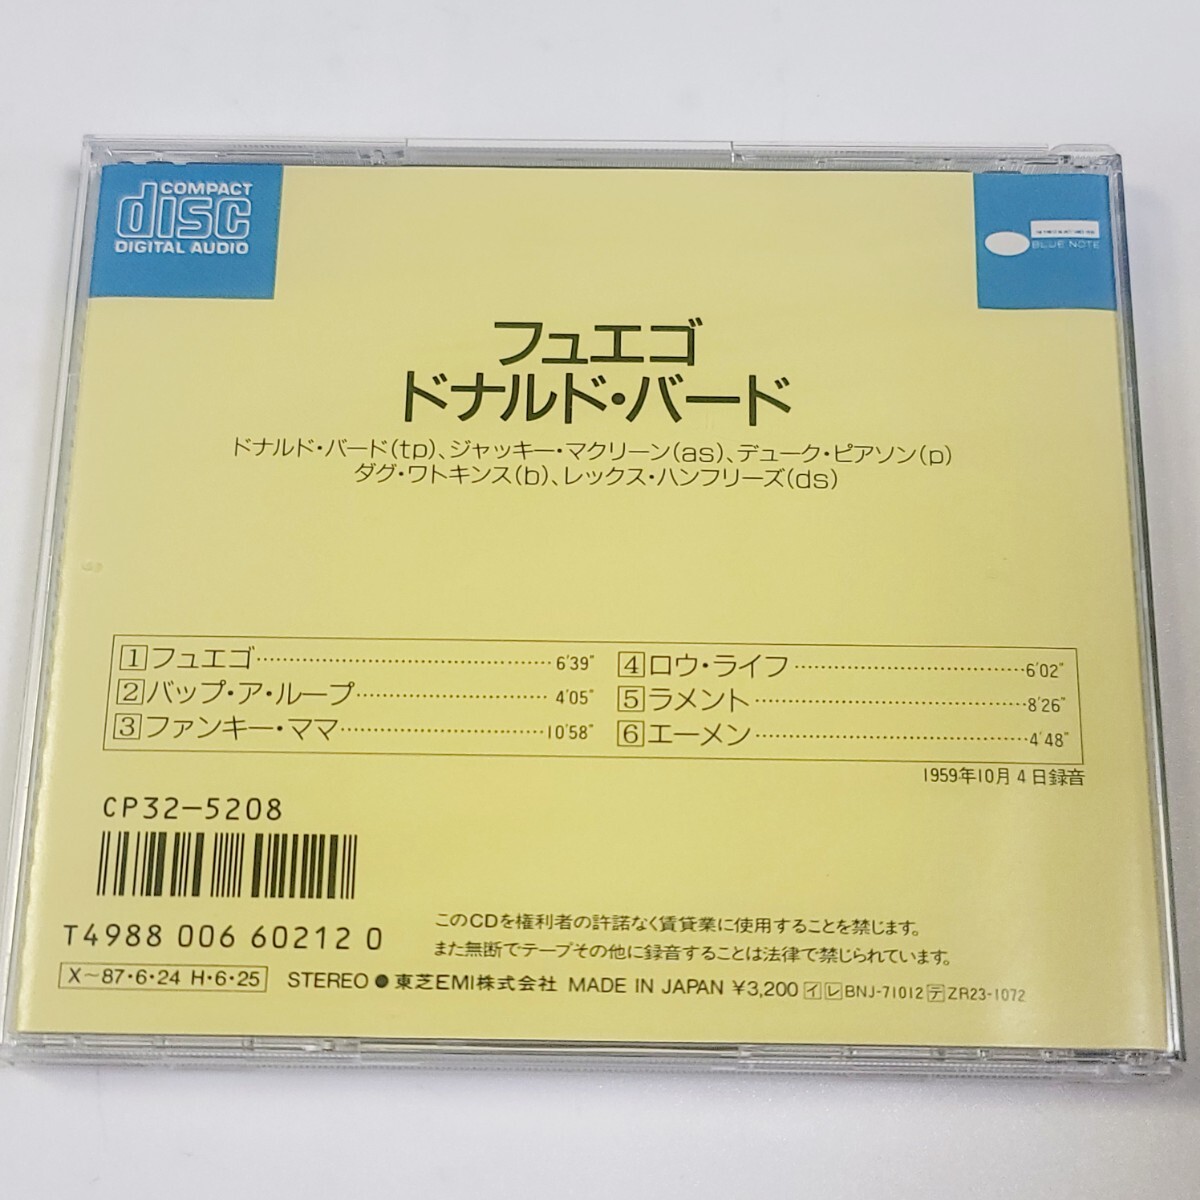 COMPACT
disc
DIGITAL AUDIO
BLUE NOTE
フュエゴ
ドナルド・バード
ドナルド・バード(tp)、ジャッキー・マクリーン(as)、デューク・ピアソン(p)
ダグ・ワトキンス(b)、レックス・ハンフリーズ(ds)
1 フュエゴ 6'39"
2 バップ・ア・ループ 4'05"
3 ファンキー・ママ 10'58"
4 ロウ・ライフ 6'02"
5 ラメント 8'26"
6 エーメン 4'48"
1959年10月4日録音
CP32-5208
T4988 006 60212 0
このCDを権利者の許諾なく賃貸業に使用することを禁じます。
また無断でテープその他に録音することは法律で禁じられています。
X~87・6・24 H・6・25 STEREO ● 東芝EMI株式会社 MADE IN JAPAN ¥3,200 イ レ BNJ-71012 テ ZR23-1072